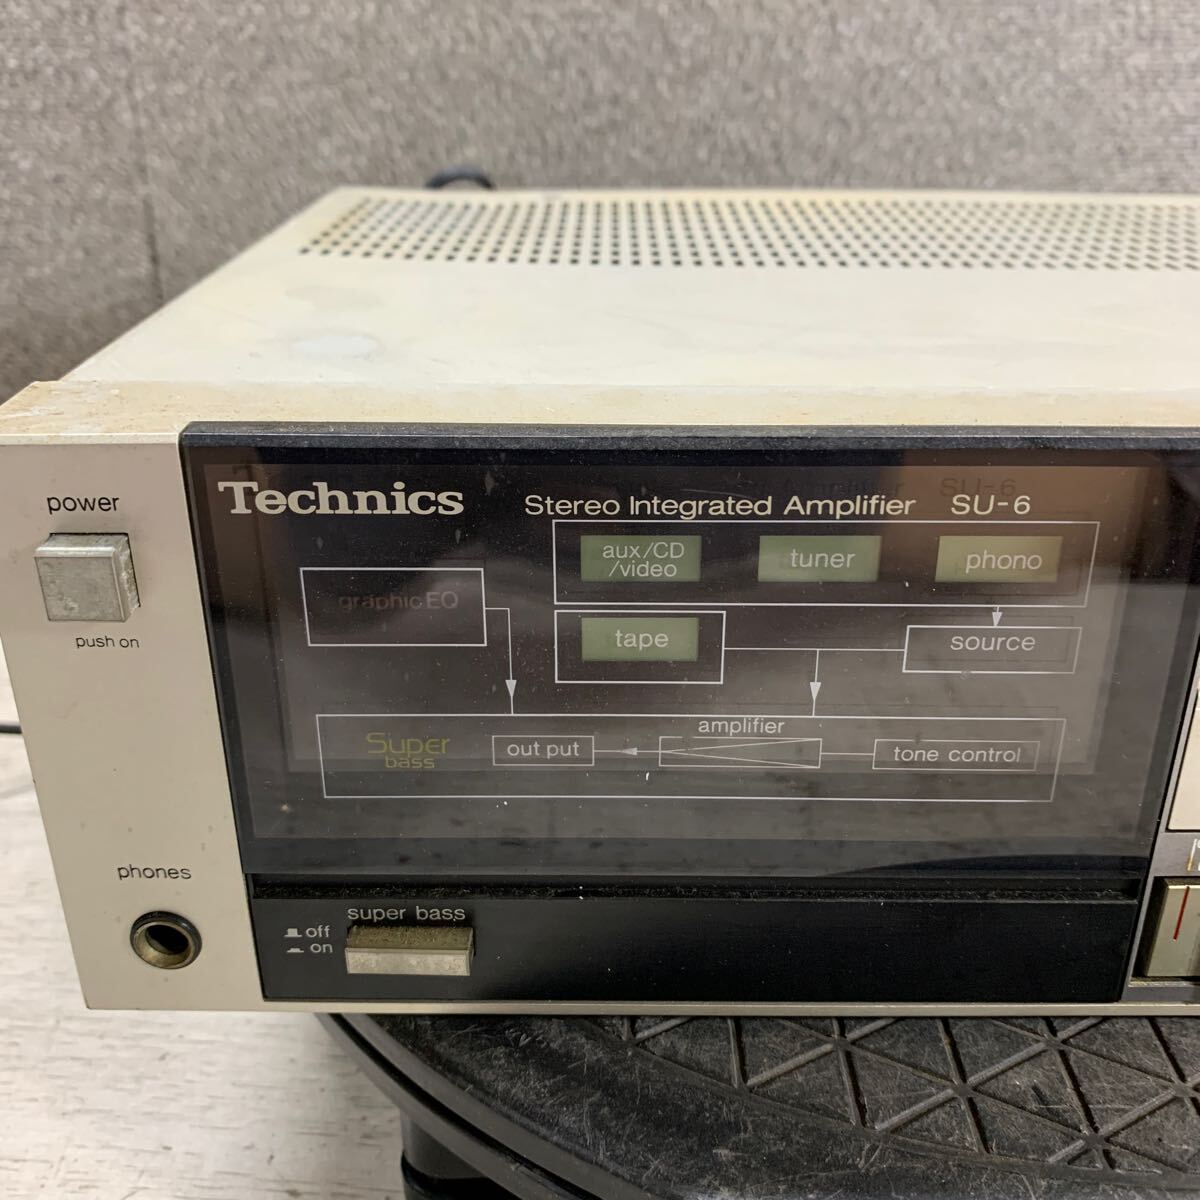 power
push on
phones
Technics
Stereo Integrated Amplifier SU-6
aux/CD
/video
tuner
phono
graphic EQ
tape
source
Super
bass
out put
amplifier
tone control
super bass
off
on